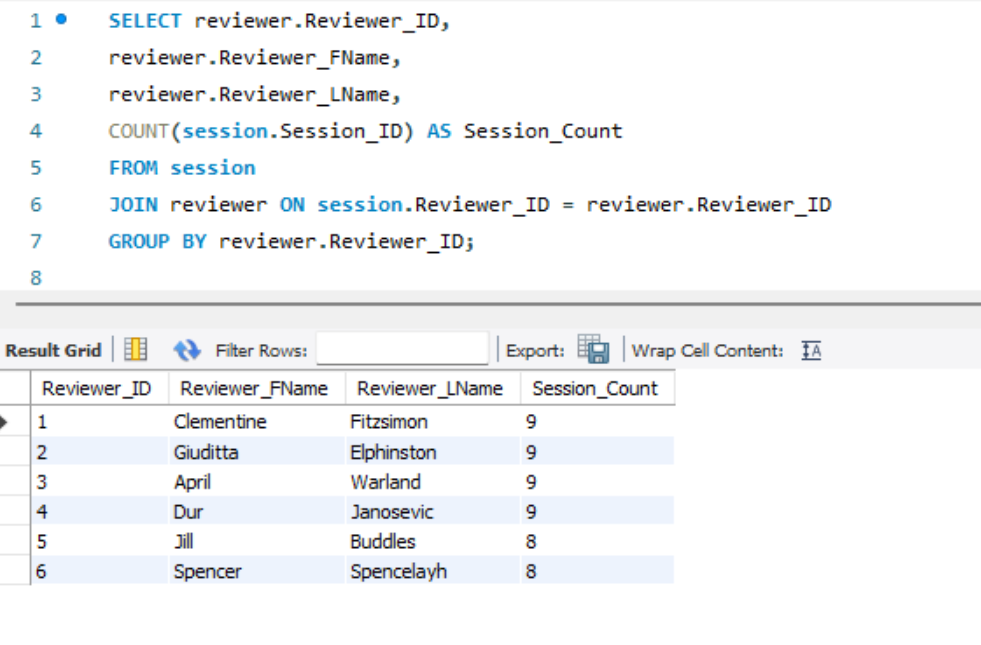 1 SELECT reviewer.Reviewer_ID,
2 reviewer.Reviewer_FName,
3 reviewer.Reviewer_LName,
4 COUNT(session.Session_ID) AS Session_Count
5 FROM session
6 JOIN reviewer ON session.Reviewer_ID = reviewer.Reviewer_ID
7 GROUP BY reviewer.Reviewer_ID;
8
Result Grid Filter Rows: Export: Wrap Cell Content: IA
Reviewer_ID Reviewer_FName Reviewer_LName Session_Count
1 Clementine Fitzsimon 9
2 Giuditta Elphinston 9
3 April Warland 9
4 Dur Janosevic 9
5 Jill Buddles 8
6 Spencer Spencelayh 8